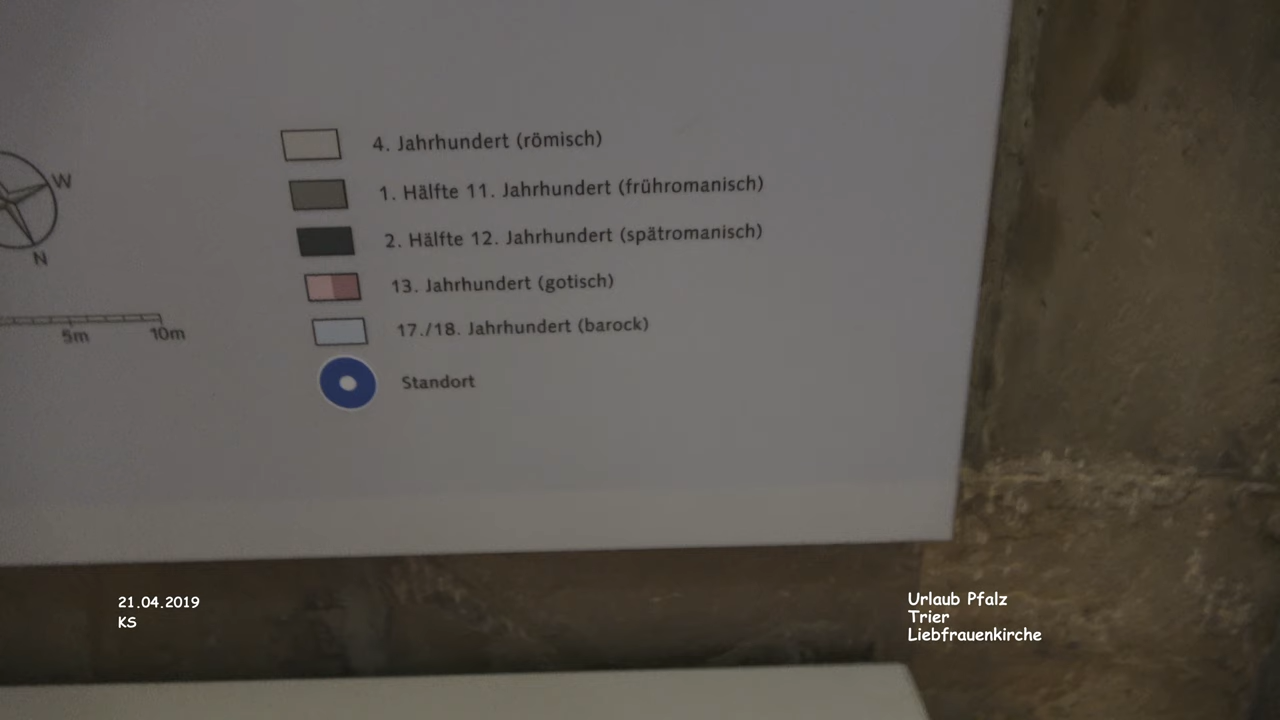 4. Jahrhundert (römisch)
1. Hälfte 11. Jahrhundert (frühromanisch)
W
2. Hälfte 12. Jahrhundert (spätromanisch)
N
13. Jahrhundert (gotisch)
17./18. Jahrhundert (barock)
5m 10m
Standort
21.04.2019
KS
Urlaub Pfalz
Trier
Liebfrauenkirche